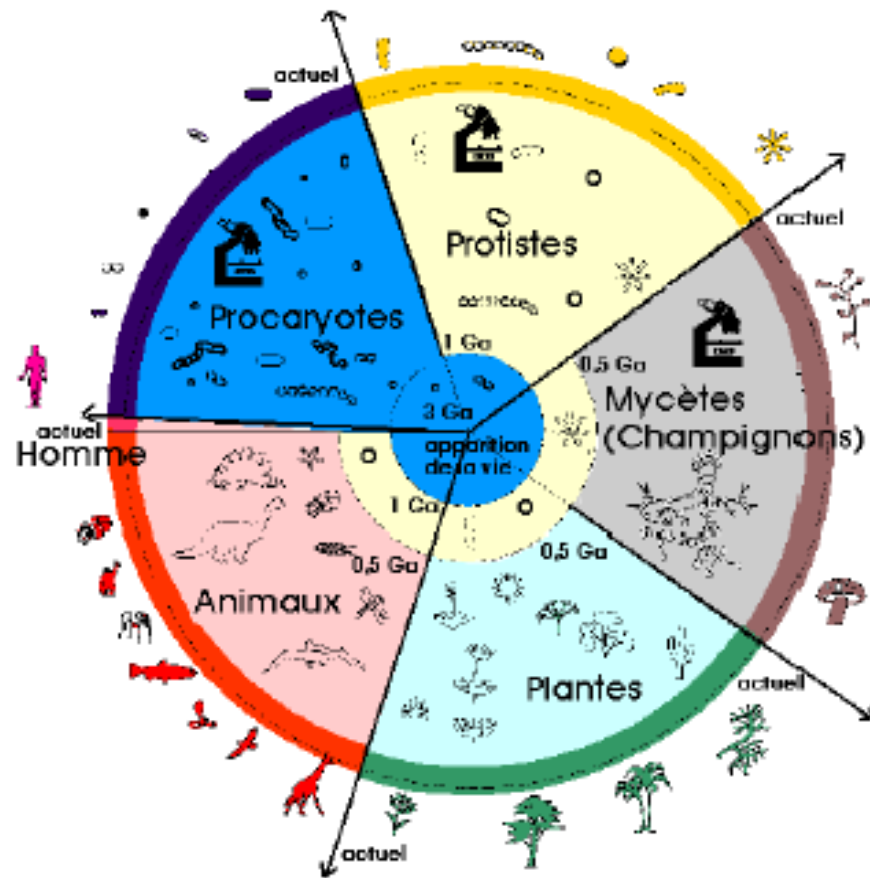 actuel
Protistes
actuel
Procaryotes
1 Ga
0,5 Ga
Mycètes
(Champignons)
3 Ga
apparition
de la vie
actuel
Homme
1 Ga
0,5 Ga
0,5 Ga
Animaux
Plantes
actuel
actuel